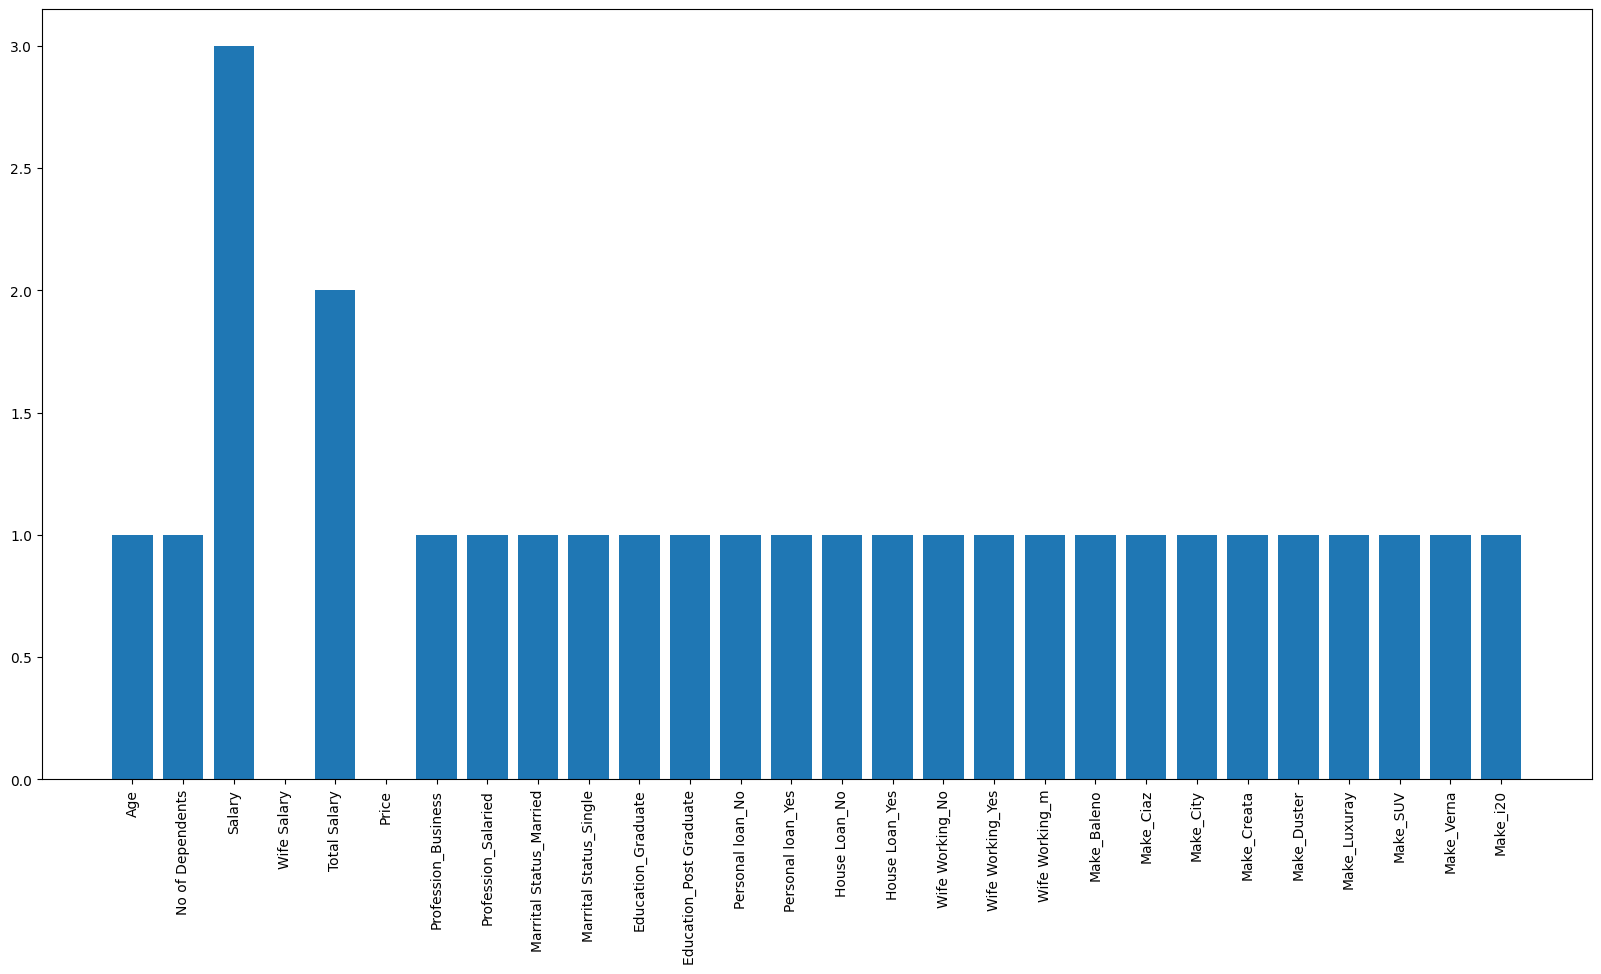 3.0
2.5
2.0
1.5
1.0
0.5
0.0
Age
No of Dependents
Salary
Wife Salary
Total Salary
Price
Profession_Business
Profession_Salaried
Marrital Status_Married
Marrital Status_Single
Education_Graduate
Education_Post Graduate
Personal loan_No
Personal loan_Yes
House Loan_No
House Loan_Yes
Wife Working_No
Wife Working_Yes
Wife Working_m
Make_Baleno
Make_Ciaz
Make_City
Make_Creata
Make_Duster
Make_Luxuray
Make_SUV
Make_Verna
Make_i20